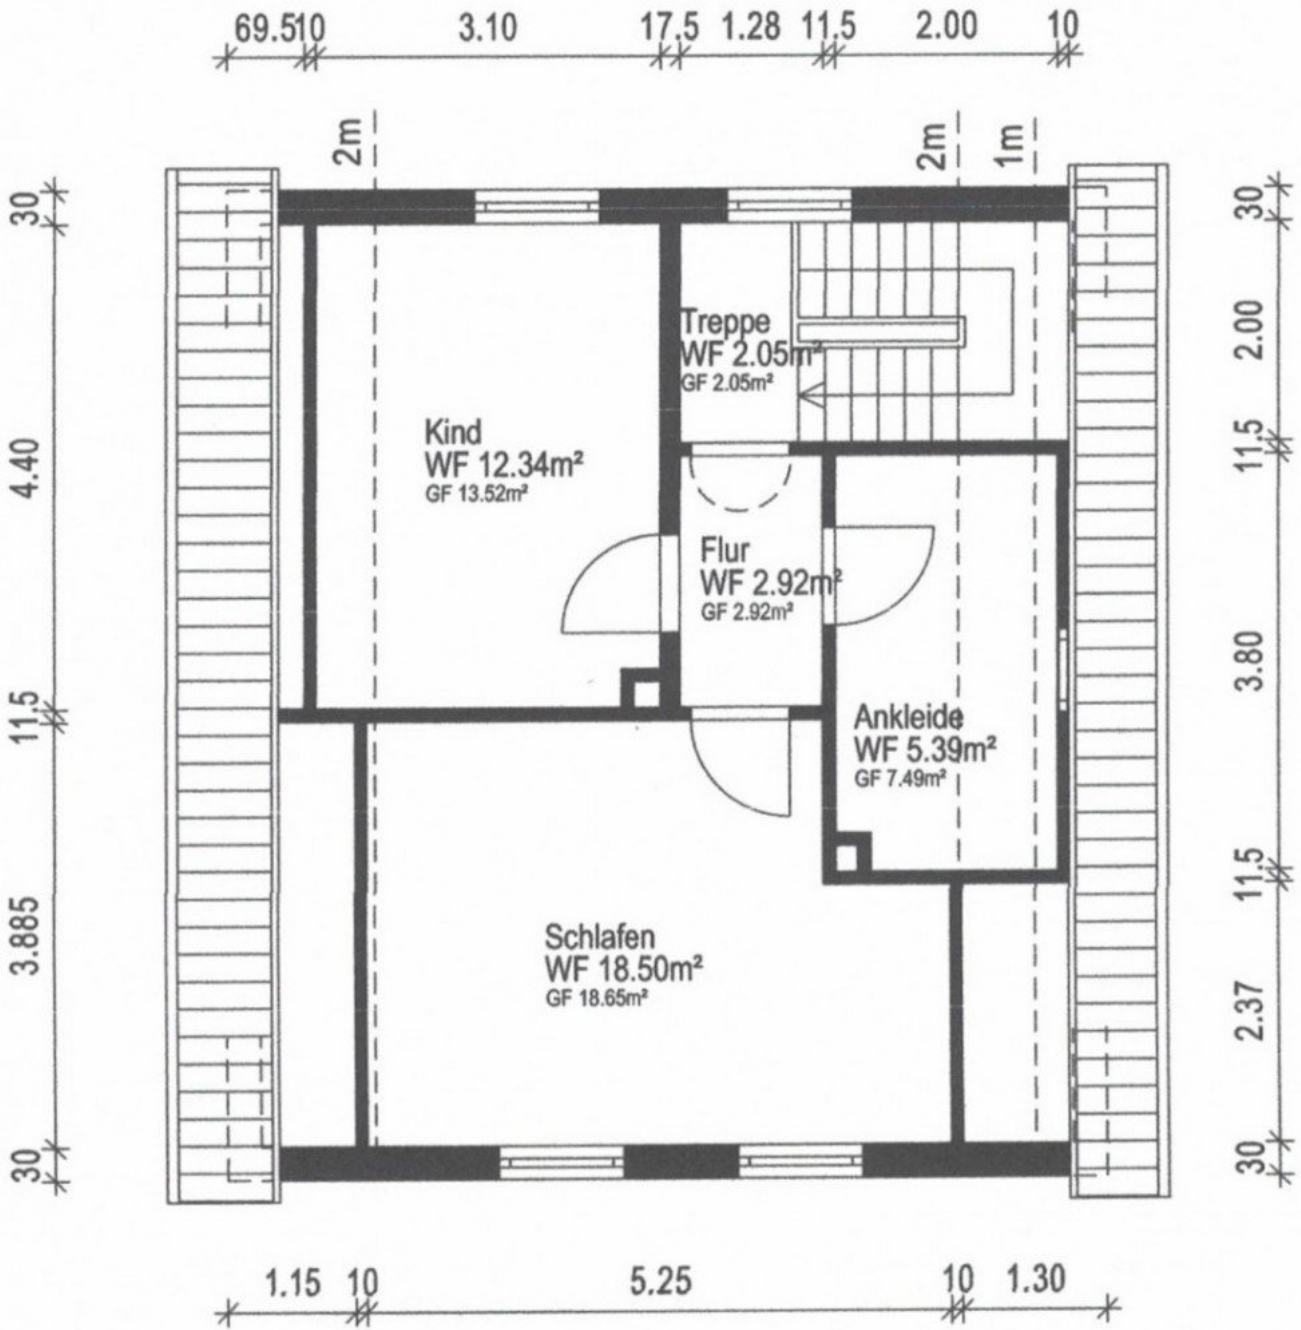 69.5 10 3.10 17.5 1.28 11.5 2.00 10
2m 2m 1m
30 4.40 11.5 3.885 30
30 2.00 11.5 3.80 11.5 2.37 30
Treppe
WF 2.05m²
GF 2.05m²
Kind
WF 12.34m²
GF 13.52m²
Flur
WF 2.92m²
GF 2.92m²
Ankleide
WF 5.39m²
GF 7.49m²
Schlafen
WF 18.50m²
GF 18.65m²
1.15 10 5.25 10 1.30